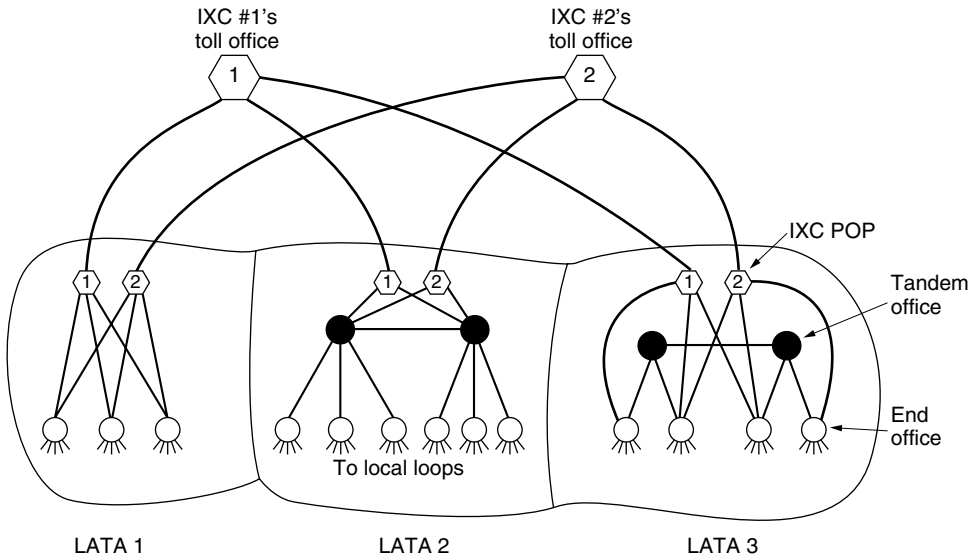 IXC #1's
toll office
IXC #2's
toll office
1
2
IXC POP
1
2
1
2
1
2
Tandem
office
End
office
To local loops
LATA 1
LATA 2
LATA 3